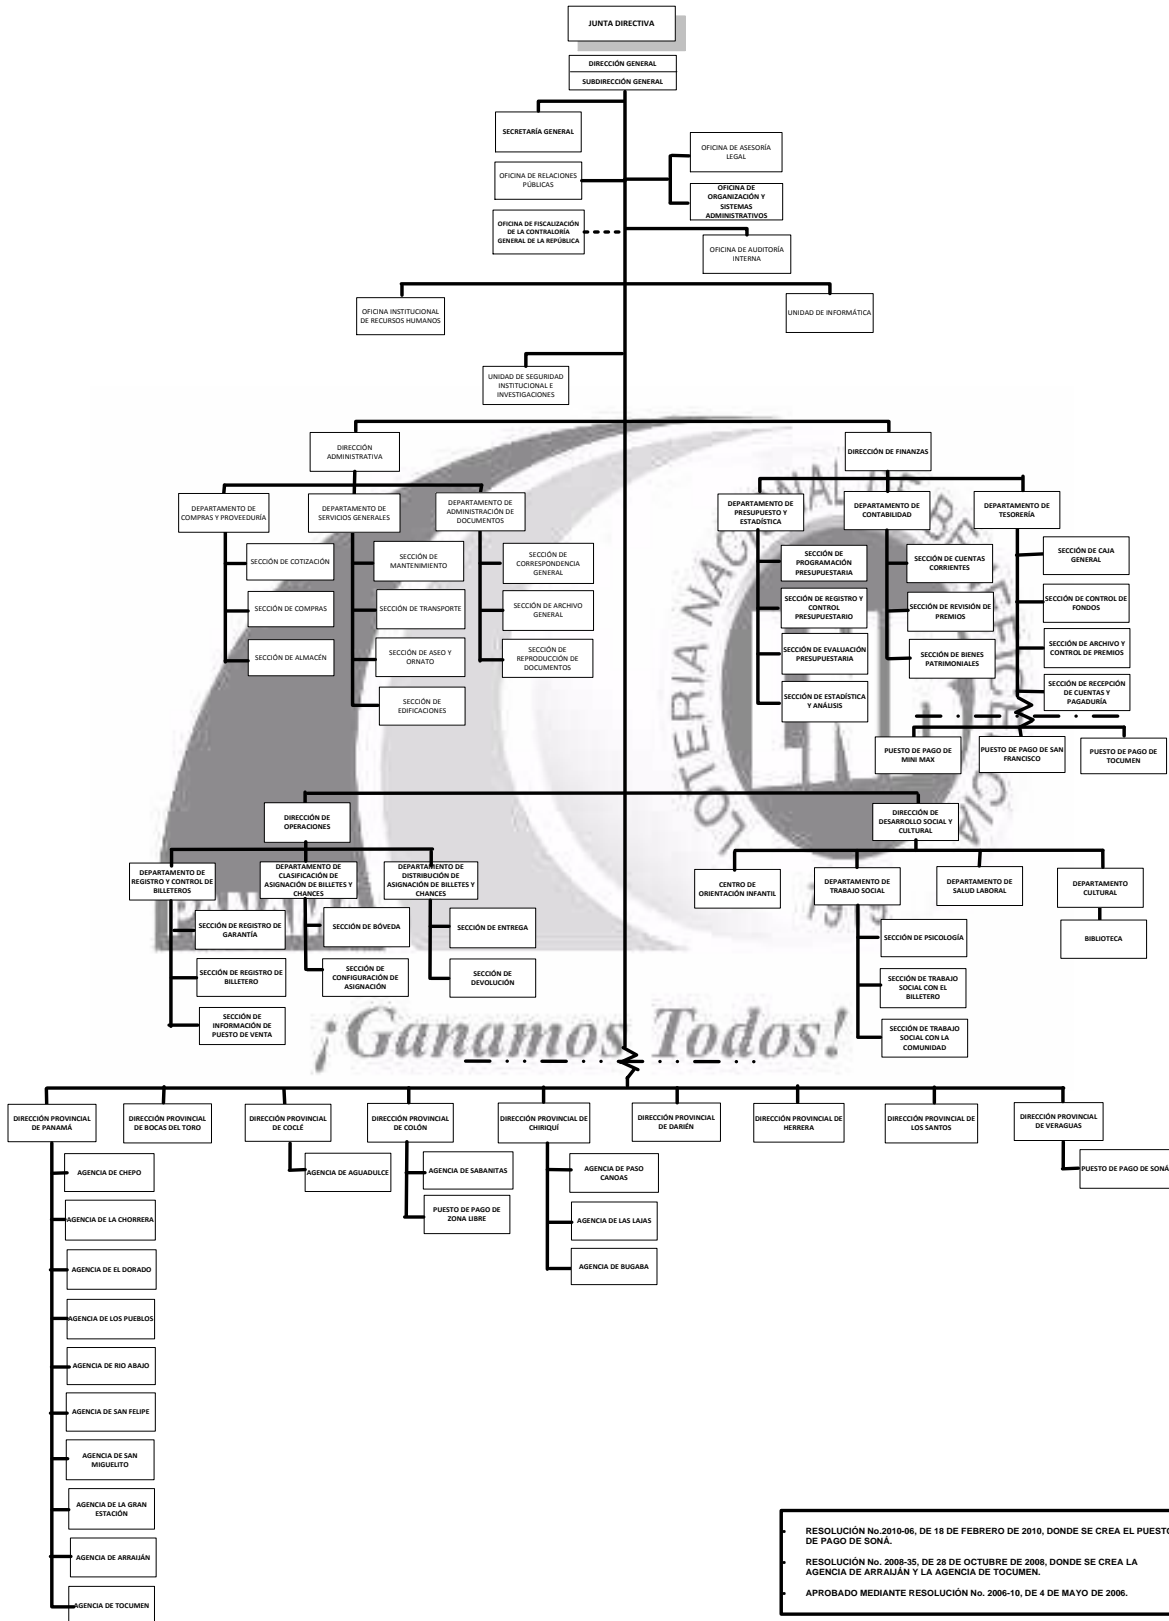 JUNTA DIRECTIVA
DIRECCIÓN GENERAL
SUBDIRECCIÓN GENERAL
SECRETARÍA GENERAL
OFICINA DE ASESORÍA
LEGAL
OFICINA DE RELACIONES
PÚBLICAS
OFICINA DE
ORGANIZACIÓN Y
SISTEMAS
ADMINISTRATIVOS
OFICINA DE FISCALIZACIÓN
DE LA CONTRALORÍA
GENERAL DE LA REPÚBLICA
OFICINA DE AUDITORÍA
INTERNA
OFICINA INSTITUCIONAL
DE RECURSOS HUMANOS
UNIDAD DE INFORMÁTICA
UNIDAD DE SEGURIDAD
INSTITUCIONAL E
INVESTIGACIONES
DIRECCIÓN
ADMINISTRATIVA
DIRECCIÓN DE FINANZAS
DEPARTAMENTO DE
COMPRAS Y PROVEEDURÍA
DEPARTAMENTO DE
SERVICIOS GENERALES
DEPARTAMENTO DE
ADMINISTRACIÓN DE
DOCUMENTOS
DEPARTAMENTO DE
PRESUPUESTO Y
ESTADÍSTICA
DEPARTAMENTO DE
CONTABILIDAD
DEPARTAMENTO DE
TESORERÍA
SECCIÓN DE COTIZACIÓN
SECCIÓN DE COMPRAS
SECCIÓN DE ALMACÉN
SECCIÓN DE
MANTENIMIENTO
SECCIÓN DE TRANSPORTE
SECCIÓN DE ASEO Y
ORNATO
SECCIÓN DE
EDIFICACIONES
SECCIÓN DE
CORRESPONDENCIA
GENERAL
SECCIÓN DE ARCHIVO
GENERAL
SECCIÓN DE
REPRODUCCIÓN DE
DOCUMENTOS
SECCIÓN DE
PROGRAMACIÓN
PRESUPUESTARIA
SECCIÓN DE REGISTRO Y
CONTROL
PRESUPUESTARIO
SECCIÓN DE EVALUACIÓN
PRESUPUESTARIA
SECCIÓN DE ESTADÍSTICA
Y ANÁLISIS
SECCIÓN DE CUENTAS
CORRIENTES
SECCIÓN DE REVISIÓN DE
PREMIOS
SECCIÓN DE BIENES
PATRIMONIALES
SECCIÓN DE CAJA
GENERAL
SECCIÓN DE CONTROL DE
FONDOS
SECCIÓN DE ARCHIVO Y
CONTROL DE PREMIOS
SECCIÓN DE RECEPCIÓN
DE CUENTAS Y
PAGADURÍA
PUESTO DE PAGO DE
MINI MAX
PUESTO DE PAGO DE SAN
FRANCISCO
PUESTO DE PAGO DE
TOCUMEN
LOTERIA NACIONAL DE BENEFICENCIA
DIRECCIÓN DE
OPERACIONES
DIRECCIÓN DE
DESARROLLO SOCIAL Y
CULTURAL
DEPARTAMENTO DE
REGISTRO Y CONTROL DE
BILLETEROS
DEPARTAMENTO DE
CLASIFICACIÓN DE
ASIGNACIÓN DE BILLETES Y
CHANCES
DEPARTAMENTO DE
DISTRIBUCIÓN DE
ASIGNACIÓN DE BILLETES Y
CHANCES
CENTRO DE
ORIENTACIÓN INFANTIL
DEPARTAMENTO DE
TRABAJO SOCIAL
DEPARTAMENTO DE
SALUD LABORAL
DEPARTAMENTO
CULTURAL
SECCIÓN DE REGISTRO DE
GARANTÍA
SECCIÓN DE REGISTRO DE
BILLETERO
SECCIÓN DE
INFORMACIÓN DE
PUESTO DE VENTA
SECCIÓN DE BÓVEDA
SECCIÓN DE
CONFIGURACIÓN DE
ASIGNACIÓN
SECCIÓN DE ENTREGA
SECCIÓN DE
DEVOLUCIÓN
SECCIÓN DE PSICOLOGÍA
SECCIÓN DE TRABAJO
SOCIAL CON EL
BILLETERO
SECCIÓN DE TRABAJO
SOCIAL CON LA
COMUNIDAD
BIBLIOTECA
¡Ganamos Todos!
DIRECCIÓN PROVINCIAL
DE PANAMÁ
DIRECCIÓN PROVINCIAL
DE BOCAS DEL TORO
DIRECCIÓN PROVINCIAL
DE COCLÉ
DIRECCIÓN PROVINCIAL
DE COLÓN
DIRECCIÓN PROVINCIAL DE
CHIRIQUÍ
DIRECCIÓN PROVINCIAL
DE DARIÉN
DIRECCIÓN PROVINCIAL DE
HERRERA
DIRECCIÓN PROVINCIAL DE
LOS SANTOS
DIRECCIÓN PROVINCIAL
DE VERAGUAS
AGENCIA DE CHEPO
AGENCIA DE LA CHORRERA
AGENCIA DE EL DORADO
AGENCIA DE LOS PUEBLOS
AGENCIA DE RIO ABAJO
AGENCIA DE SAN FELIPE
AGENCIA DE SAN
MIGUELITO
AGENCIA DE LA GRAN
ESTACIÓN
AGENCIA DE ARRAIJÁN
AGENCIA DE TOCUMEN
AGENCIA DE AGUADULCE
AGENCIA DE SABANITAS
PUESTO DE PAGO DE
ZONA LIBRE
AGENCIA DE PASO
CANOAS
AGENCIA DE LAS LAJAS
AGENCIA DE BUGABA
PUESTO DE PAGO DE SONÁ
RESOLUCIÓN No.2010-06, DE 18 DE FEBRERO DE 2010, DONDE SE CREA EL PUESTO
DE PAGO DE SONÁ.
RESOLUCIÓN No. 2008-35, DE 28 DE OCTUBRE DE 2008, DONDE SE CREA LA
AGENCIA DE ARRAIJÁN Y LA AGENCIA DE TOCUMEN.
APROBADO MEDIANTE RESOLUCIÓN No. 2006-10, DE 4 DE MAYO DE 2006.